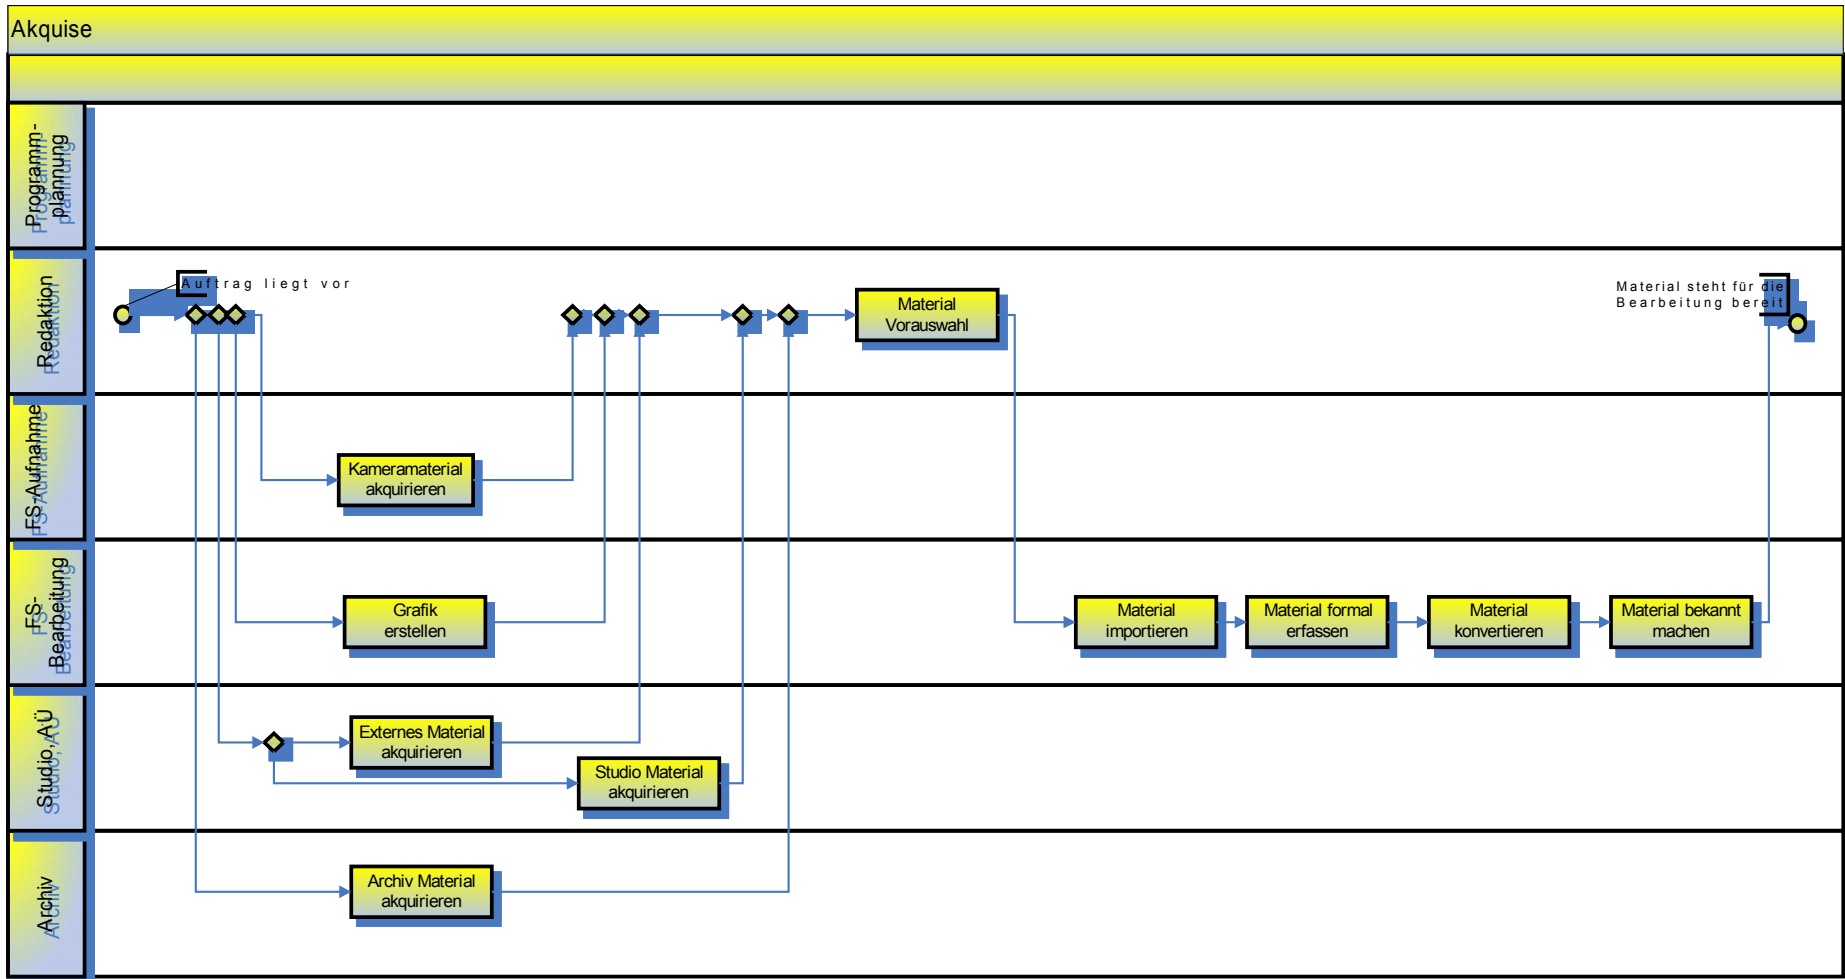 Akquise
Programm-
plannung
Redaktion
Auftrag liegt vor
Material
Vorauswahl
Material steht für die
Bearbeitung bereit
FS-Aufnahme
Kameramaterial
akquirieren
FS-
Bearbeitung
Grafik
erstellen
Material
importieren
Material formal
erfassen
Material
konvertieren
Material bekannt
machen
Studio, AÜ
Externes Material
akquirieren
Studio Material
akquirieren
Archiv
Archiv Material
akquirieren